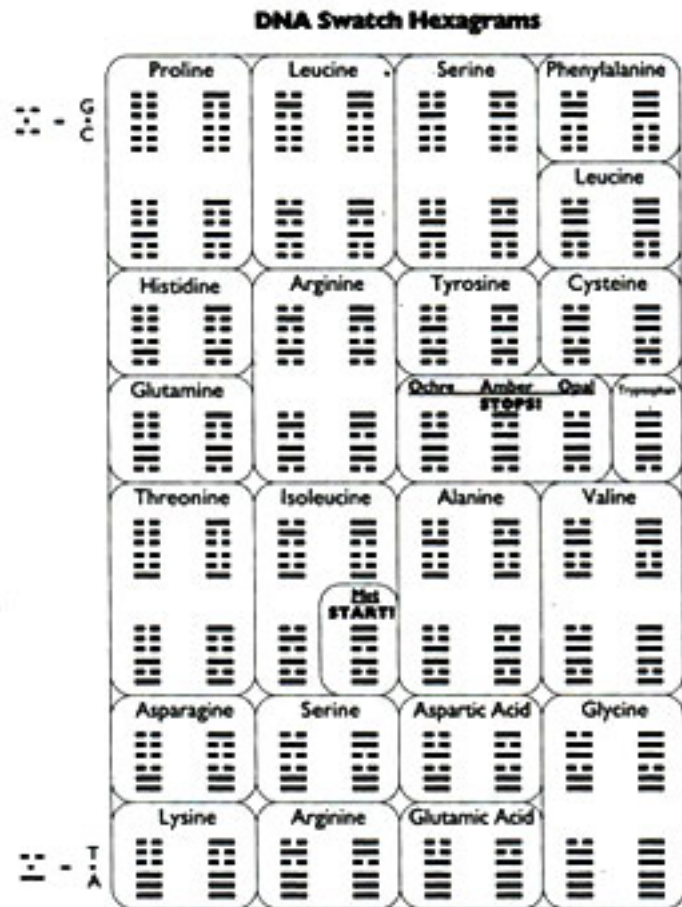 DNA Swatch Hexagrams
Proline Leucine Serine Phenylalanine
G
C
Leucine
Histidine Arginine Tyrosine Cysteine
Glutamine Ochre Amber Opal Tryptophan
STOPS!
Threonine Isoleucine Alanine Valine
Met
START!
Asparagine Serine Aspartic Acid Glycine
Lysine Arginine Glutamic Acid
T
A